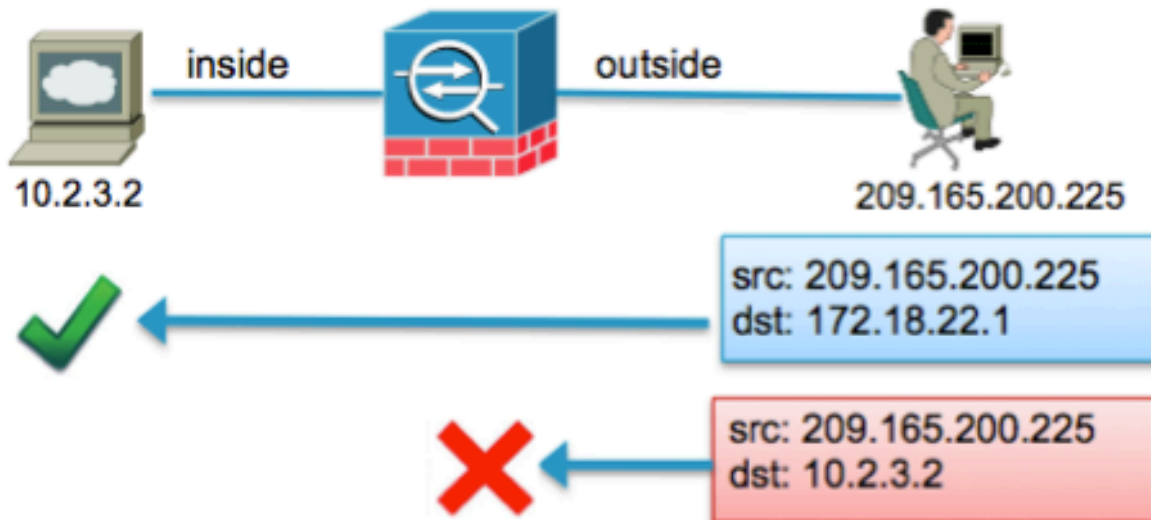 inside
outside
10.2.3.2
209.165.200.225
src: 209.165.200.225
dst: 172.18.22.1
src: 209.165.200.225
dst: 10.2.3.2